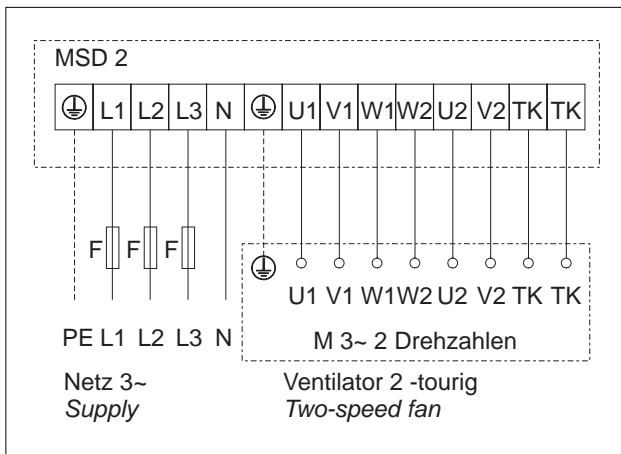 MSD 2
L1 L2 L3 N U1 V1 W1 W2 U2 V2 TK TK
F F F
U1 V1 W1 W2 U2 V2 TK TK
PE L1 L2 L3 N
M 3~ 2 Drehzahlen
Netz 3~
Supply
Ventilator 2 -tourig
Two-speed fan